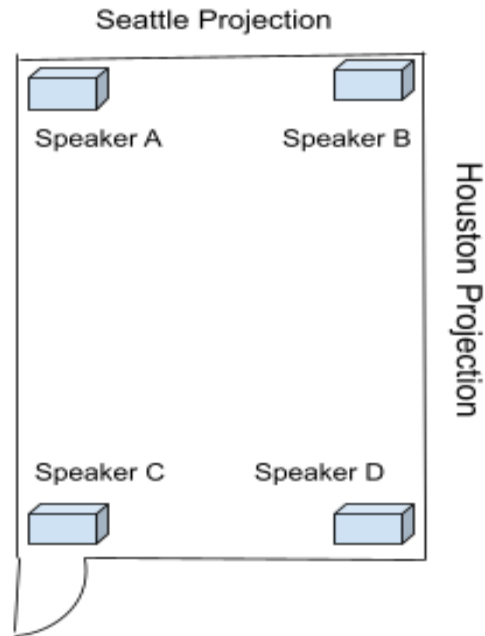 Seattle Projection
Speaker A
Speaker B
Houston Projection
Speaker C
Speaker D